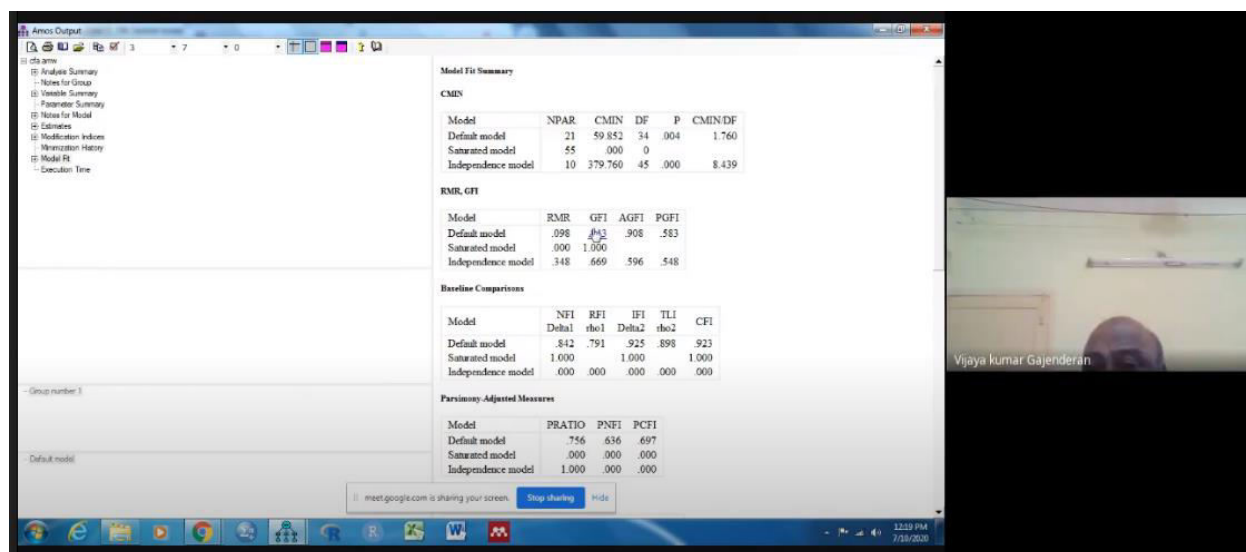 Amos Output
3 7 0
cfa.amw
Analysis Summary
Notes for Group
Variable Summary
Parameter Summary
Notes for Model
Estimates
Modification Indices
Minimization History
Model Fit
Execution Time
Group number 1
Default model
Model Fit Summary
CMIN
Model NPAR CMIN DF P CMIN/DF
Default model 21 59.852 34 .004 1.760
Saturated model 55 .000 0
Independence model 10 379.760 45 .000 8.439
RMR, GFI
Model RMR GFI AGFI PGFI
Default model .098 .908 .583
Saturated model .000 1.000
Independence model .348 .669 .596 .548
Baseline Comparisons
Model NFI RFI IFI TLI CFI
Delta1 rho1 Delta2 rho2
Default model .842 .791 .925 .898 .923
Saturated model 1.000 1.000 1.000
Independence model .000 .000 .000 .000 .000
Parsimony-Adjusted Measures
Model PRATIO PNFI PCFI
Default model .756 .636 .697
Saturated model .000 .000 .000
Independence model 1.000 .000 .000
meet.google.com is sharing your screen. Stop sharing Hide
12:19 PM
7/18/2020
Vijaya kumar Gajenderan